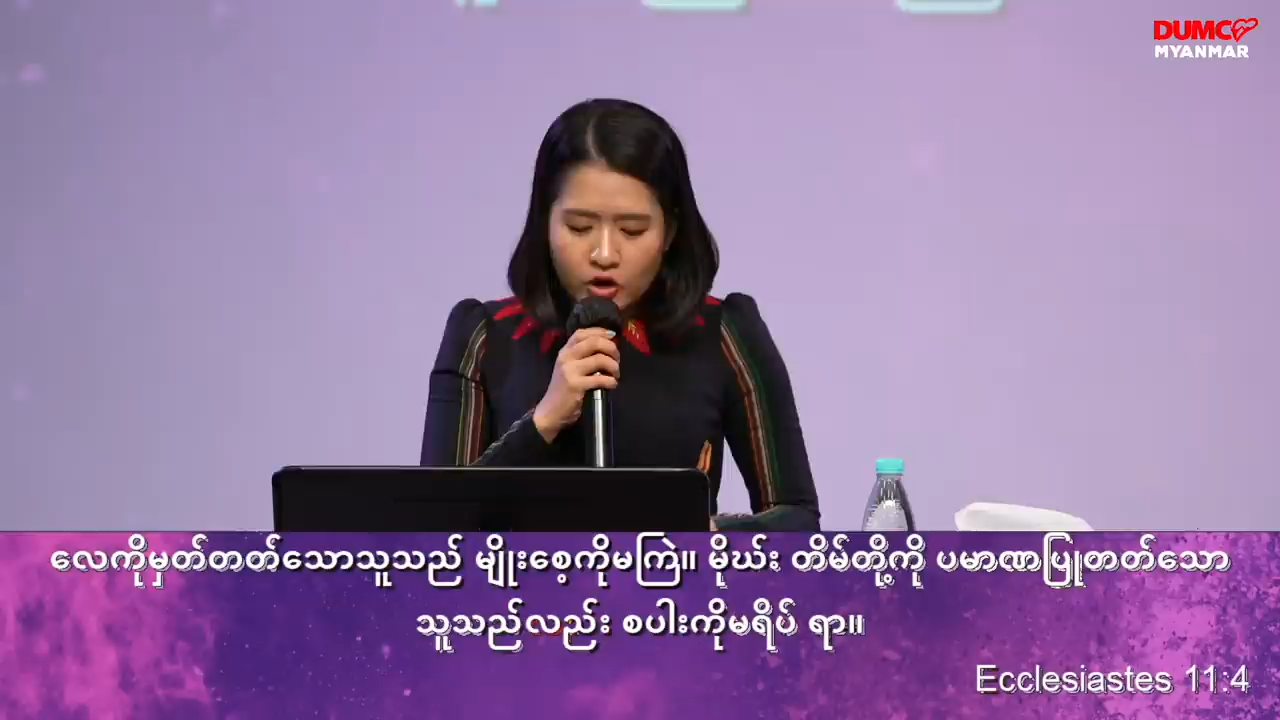 DUMC
MYANMAR
လေကိုမှတ်တတ်သောသူသည် မျိုးစေ့ကိုမကြဲ။ မိုဃ်း တိမ်တို့ကို ပမာဏပြုတတ်သော
သူသည်လည်း စပါးကိုမရိပ် ရာ။
Ecclesiastes 11:4